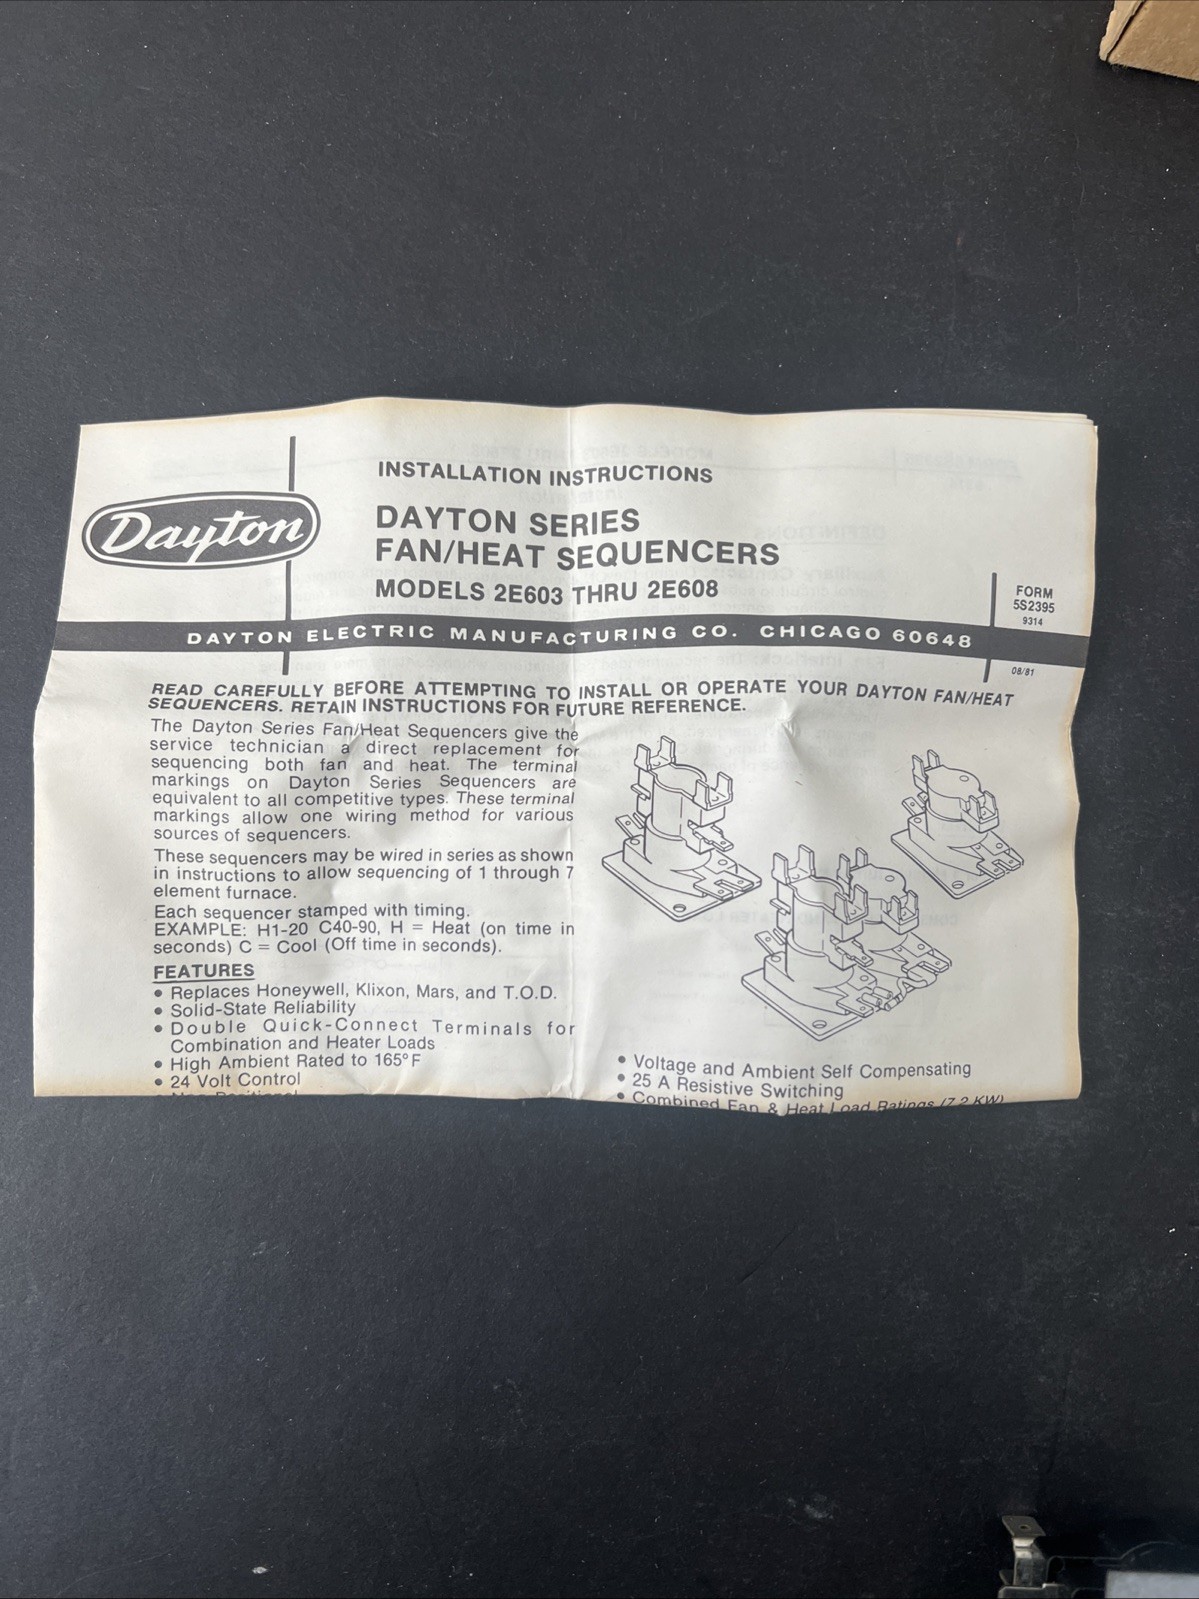 INSTALLATION INSTRUCTIONS
Dayton
DAYTON SERIES
FAN/HEAT SEQUENCERS
MODELS 2E603 THRU 2E608
FORM
5S2395
9314
DAYTON ELECTRIC MANUFACTURING CO. CHICAGO 60648
08/81
READ CAREFULLY BEFORE ATTEMPTING TO INSTALL OR OPERATE YOUR DAYTON FAN/HEAT
SEQUENCERS. RETAIN INSTRUCTIONS FOR FUTURE REFERENCE.
The Dayton Series Fan/Heat Sequencers give the
service technician a direct replacement for
sequencing both fan and heat. The terminal
markings on Dayton Series Sequencers are
equivalent to all competitive types. These terminal
markings allow one wiring method for various
sources of sequencers.
These sequencers may be wired in series as shown
in instructions to allow sequencing of 1 through 7
element furnace.
Each sequencer stamped with timing.
EXAMPLE: H1-20 C40-90, H = Heat (on time in
seconds) C = Cool (Off time in seconds).
FEATURES
• Replaces Honeywell, Klixon, Mars, and T.O.D.
• Solid-State Reliability
• Double Quick-Connect Terminals for
Combination and Heater Loads
• High Ambient Rated to 165°F
• 24 Volt Control
• Voltage and Ambient Self Compensating
• 25 A Resistive Switching
• Combined Fan & Heat Load Ratings (7.2 KW)